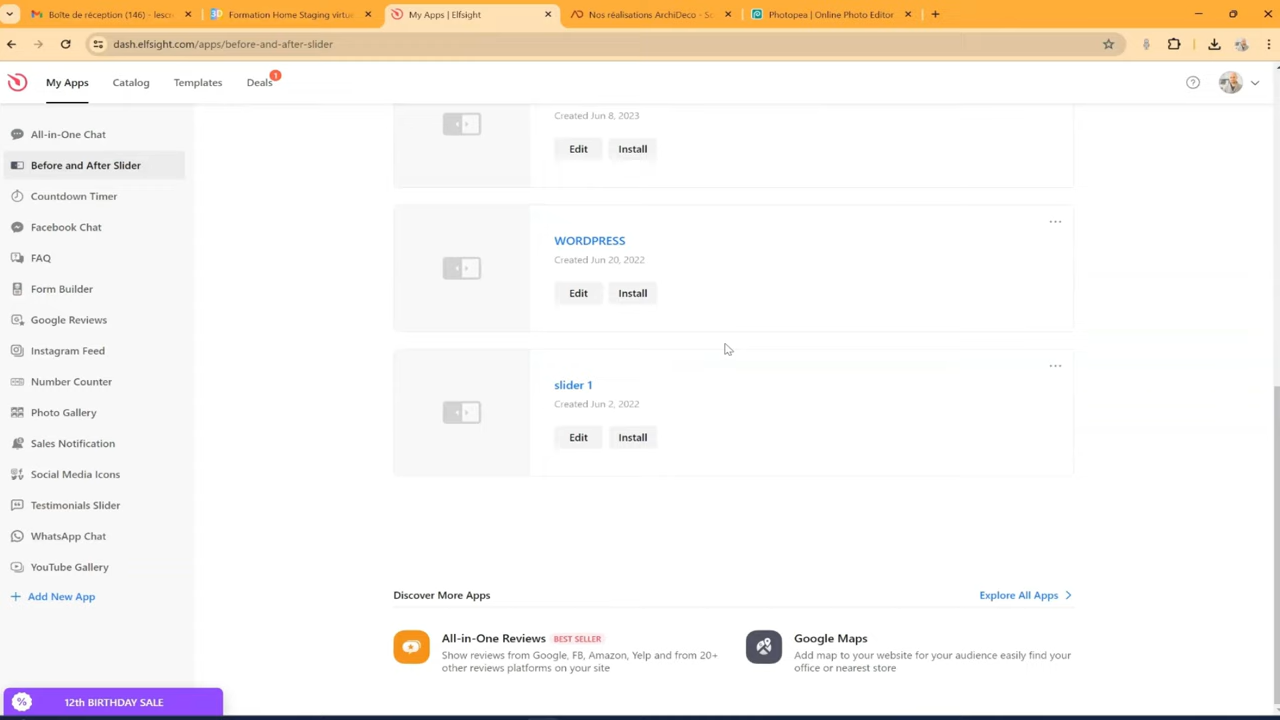 Boîte de réception (146) - lescr
Formation Home Staging virtue
My Apps | Elfsight
Nos réalisations ArchiDeco - Sc
Photopea | Online Photo Editor
dash.elfsight.com/apps/before-and-after-slider
My Apps
Catalog
Templates
Deals
1
All-in-One Chat
Before and After Slider
Countdown Timer
Facebook Chat
FAQ
Form Builder
Google Reviews
Instagram Feed
Number Counter
Photo Gallery
Sales Notification
Social Media Icons
Testimonials Slider
WhatsApp Chat
YouTube Gallery
+ Add New App
% 12th BIRTHDAY SALE
Created Jun 8, 2023
Edit Install
WORDPRESS
Created Jun 20, 2022
Edit Install
slider 1
Created Jun 2, 2022
Edit Install
Discover More Apps
Explore All Apps
All-in-One Reviews BEST SELLER
Show reviews from Google, FB, Amazon, Yelp and from 20+
other reviews platforms on your site
Google Maps
Add map to your website for your audience easily find your
office or nearest store